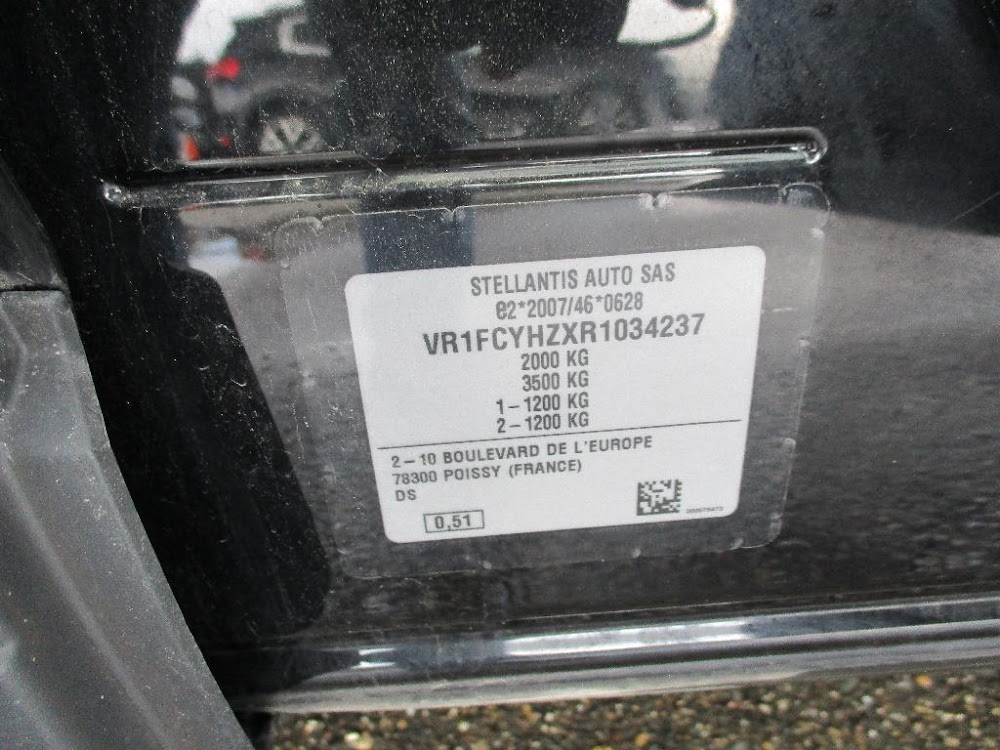 STELLANTIS AUTO SAS
e2*2007/46*0628
VR1FCYHZXR1034237
2000 KG
3500 KG
1-1200 KG
2-1200 KG
2-10 BOULEVARD DE L'EUROPE
78300 POISSY (FRANCE)
DS
0,51